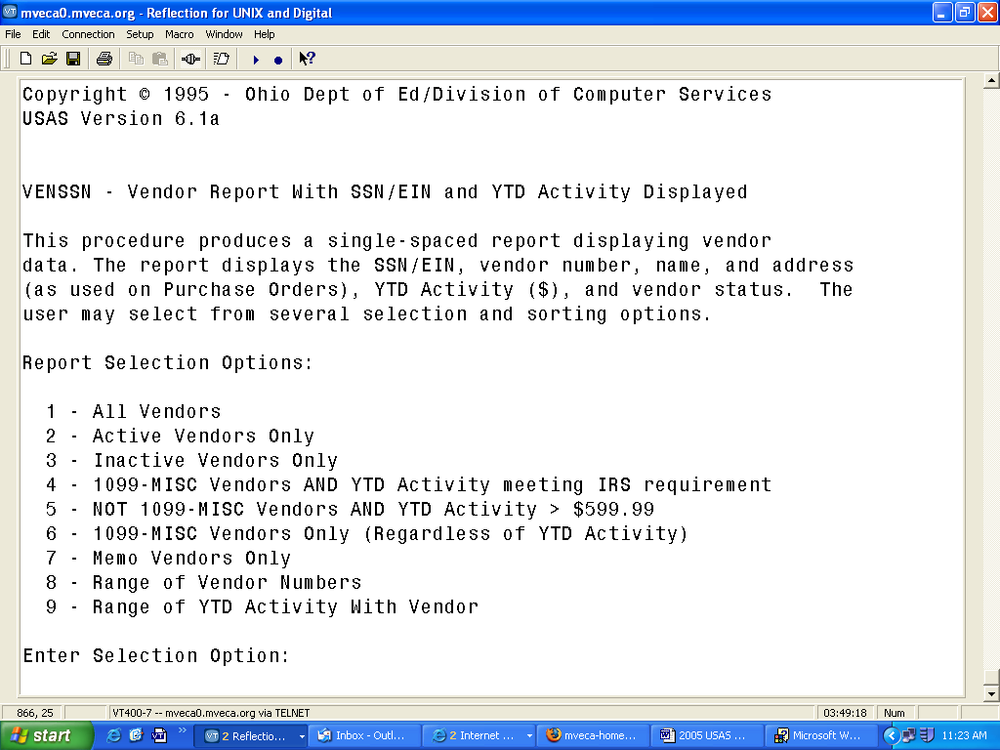 mveca0.mveca.org - Reflection for UNIX and Digital
File Edit Connection Setup Macro Window Help
Copyright © 1995 - Ohio Dept of Ed/Division of Computer Services
USAS Version 6.1a
VENSSN - Vendor Report With SSN/EIN and YTD Activity Displayed
This procedure produces a single-spaced report displaying vendor
data. The report displays the SSN/EIN, vendor number, name, and address
(as used on Purchase Orders), YTD Activity ($), and vendor status.  The
user may select from several selection and sorting options.
Report Selection Options:
1 - All Vendors
2 - Active Vendors Only
3 - Inactive Vendors Only
4 - 1099-MISC Vendors AND YTD Activity meeting IRS requirement
5 - NOT 1099-MISC Vendors AND YTD Activity > $599.99
6 - 1099-MISC Vendors Only (Regardless of YTD Activity)
7 - Memo Vendors Only
8 - Range of Vendor Numbers
9 - Range of YTD Activity With Vendor
Enter Selection Option:
866, 25 VT400-7 -- mveca0.mveca.org via TELNET 03:49:18 Num
start 2 Reflectio... Inbox - Outl... 2 Internet ... mveca-home... 2005 USAS ... Microsoft W... 11:23 AM